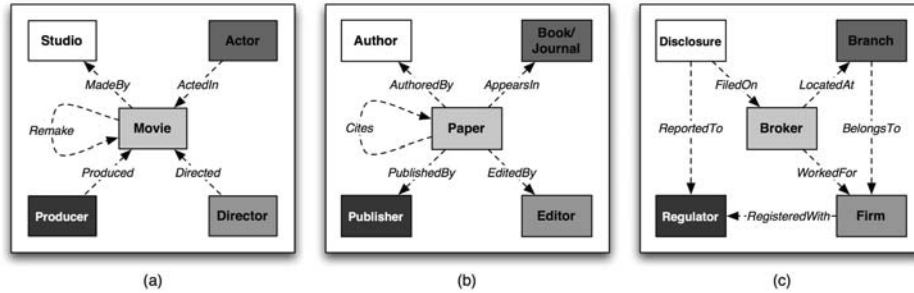 Studio
Actor
MadeBy
ActedIn
Remake
Movie
Produced
Directed
Producer
Director
(a)
Author
Book/
Journal
AuthoredBy
AppearsIn
Cites
Paper
PublishedBy
EditedBy
Publisher
Editor
(b)
Disclosure
Branch
FiledOn
LocatedAt
ReportedTo
Broker
BelongsTo
WorkedFor
Regulator
RegisteredWith
Firm
(c)